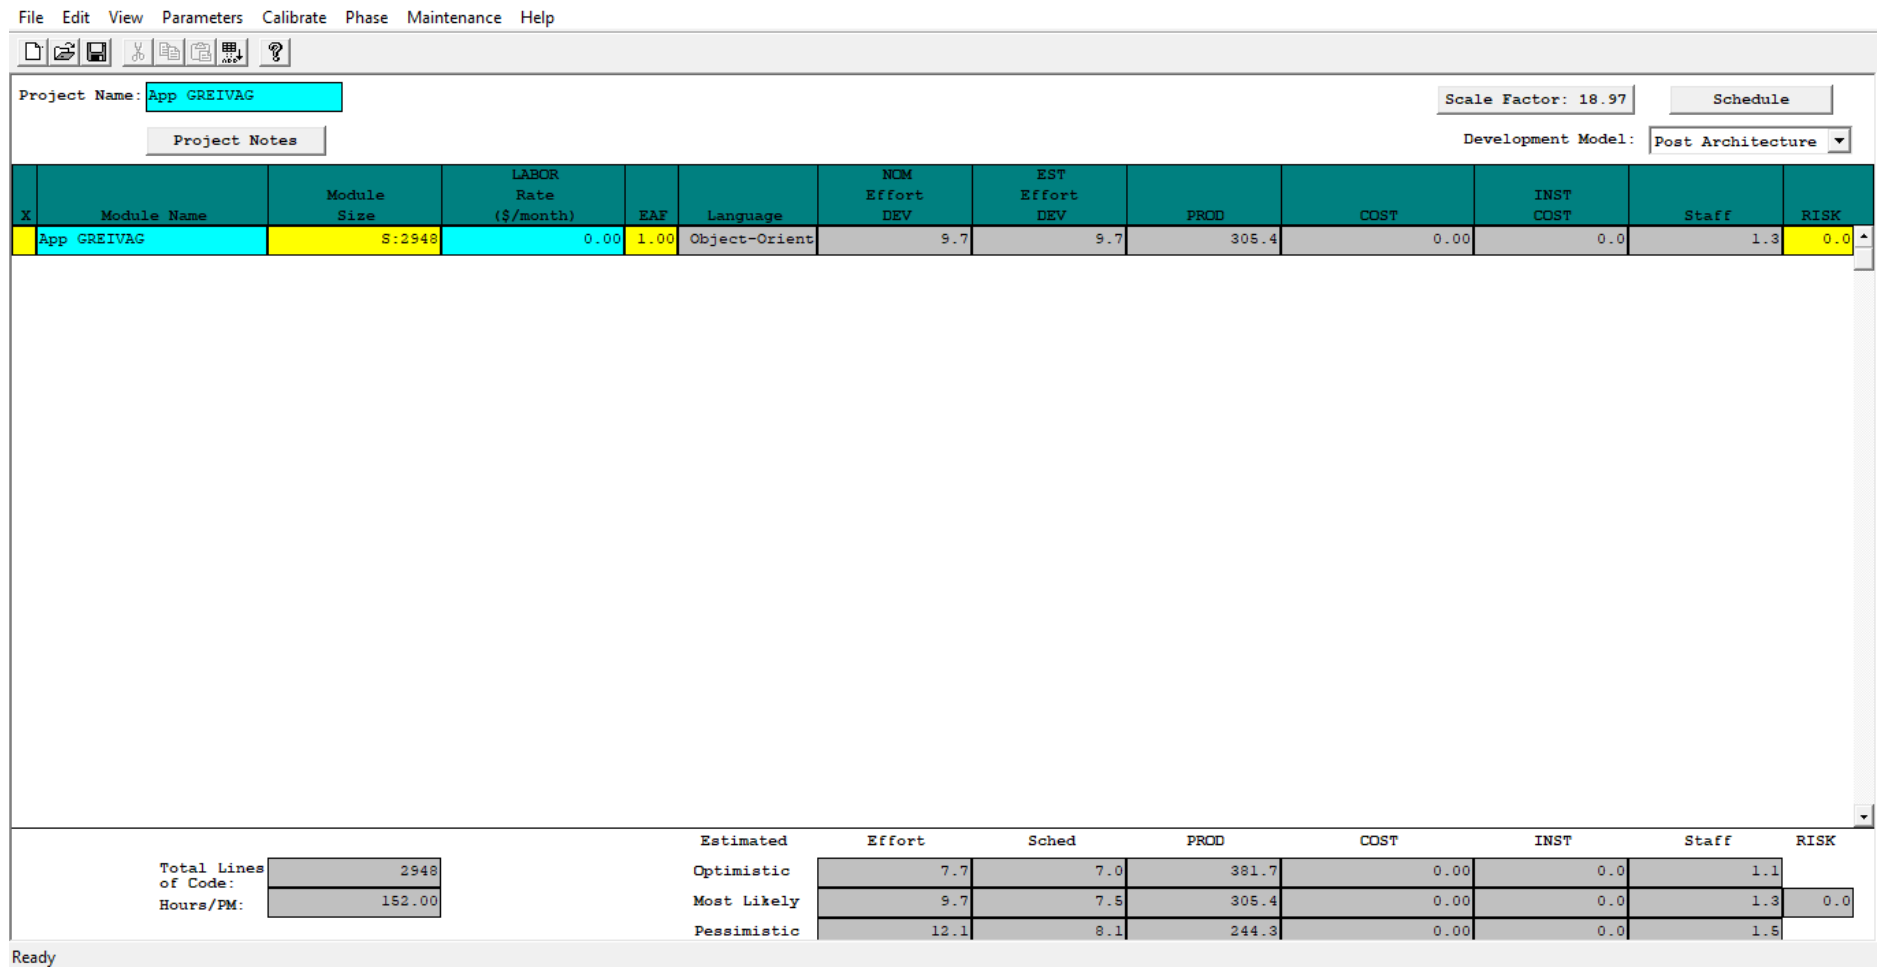 File Edit View Parameters Calibrate Phase Maintenance Help
Project Name: App GREIVAG
Scale Factor: 18.97 Schedule
Project Notes
Development Model: Post Architecture
X Module Name Module Size LABOR Rate ($/month) EAF Language NOM Effort DEV EST Effort DEV PROD COST INST COST Staff RISK
App GREIVAG S:2948 0.00 1.00 Object-Orient 9.7 9.7 305.4 0.00 0.0 1.3 0.0
Estimated Effort Sched PROD COST INST Staff RISK
Total Lines of Code: 2948 Optimistic 7.7 7.0 381.7 0.00 0.0 1.1
Hours/PM: 152.00 Most Likely 9.7 7.5 305.4 0.00 0.0 1.3 0.0
Pessimistic 12.1 8.1 244.3 0.00 0.0 1.5
Ready